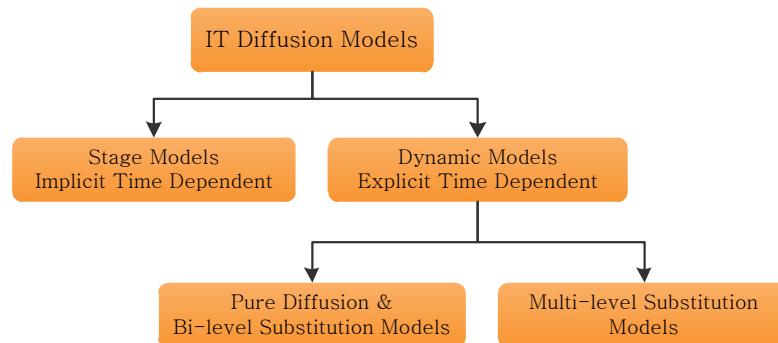 IT Diffusion Models
Stage Models
Implicit Time Dependent
Dynamic Models
Explicit Time Dependent
Pure Diffusion &
Bi-level Substitution Models
Multi-level Substitution
Models